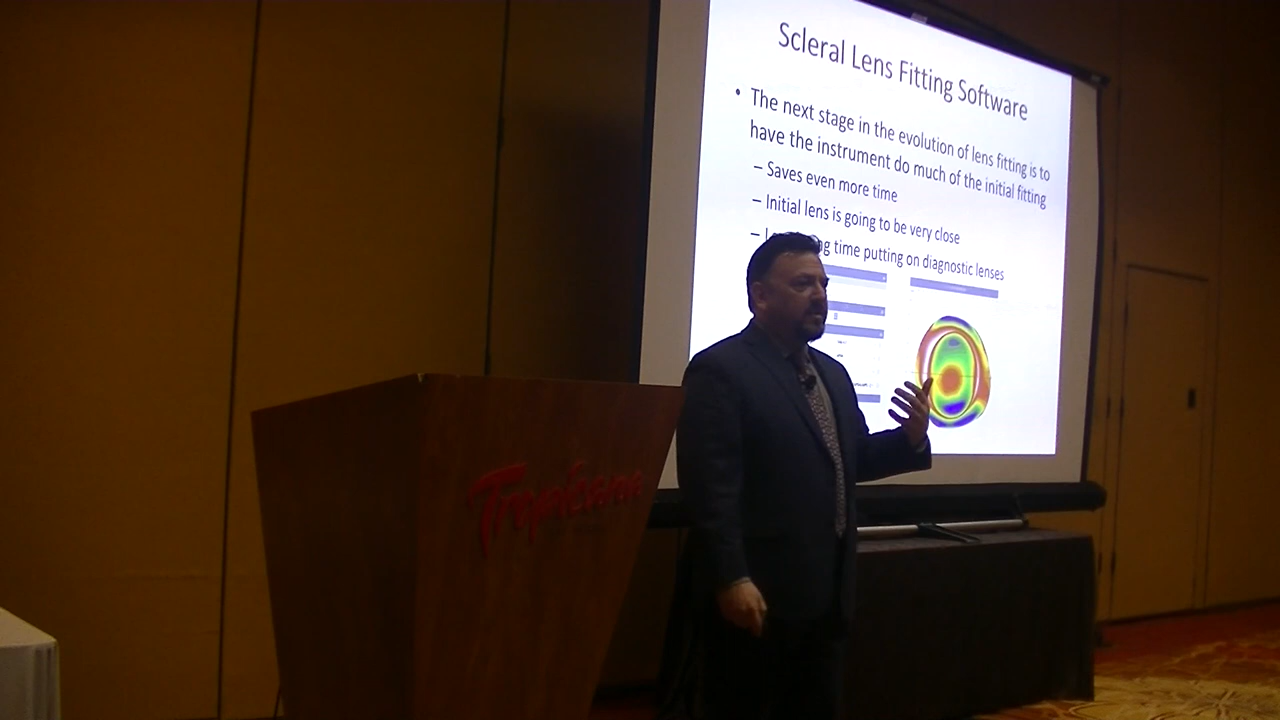 Scleral Lens Fitting Software
• The next stage in the evolution of lens fitting is to
have the instrument do much of the initial fitting
– Saves even more time
– Initial lens is going to be very close
– time putting on diagnostic lenses
Tropicana